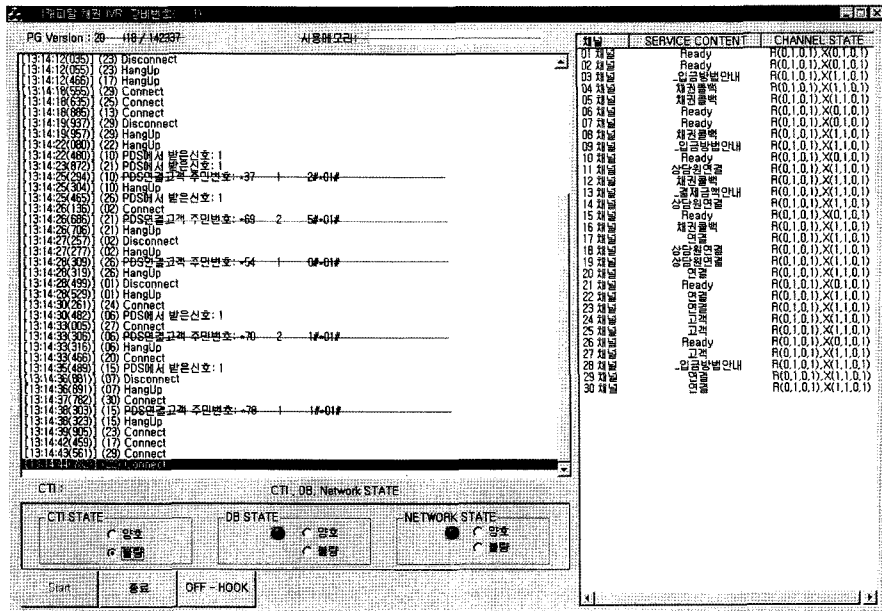 캐피탈 채권 IVR 장비번호: 1)
PG Version : 20
사용메모리:
[13:14:12(035)] (23) Disconnect
[13:14:12(055)] (23) HangUp
[13:14:12(466)] (17) HangUp
[13:14:18(555)] (29) Connect
[13:14:18(635)] (25) Connect
[13:14:18(885)] (13) Connect
[13:14:19(937)] (29) Disconnect
[13:14:19(957)] (29) HangUp
[13:14:22(080)] (22) HangUp
[13:14:22(480)] (10) PDS에서 받은신호: 1
[13:14:23(872)] (21) PDS에서 받은신호: 1
[13:14:25(294)] (10) PDS연결고객 주민번호: *37 1 2#*01#
[13:14:25(304)] (10) HangUp
[13:14:25(465)] (26) PDS에서 받은신호: 1
[13:14:26(136)] (02) Connect
[13:14:26(686)] (21) PDS연결고객 주민번호: *69 2 5#*01#
[13:14:26(706)] (21) HangUp
[13:14:27(257)] (02) Disconnect
[13:14:27(277)] (02) HangUp
[13:14:28(309)] (26) PDS연결고객 주민번호: *54 1 0#*01#
[13:14:28(319)] (26) HangUp
[13:14:28(499)] (01) Disconnect
[13:14:28(529)] (01) HangUp
[13:14:30(261)] (24) Connect
[13:14:30(482)] (06) PDS에서 받은신호: 1
[13:14:33(005)] (27) Connect
[13:14:33(306)] (06) PDS연결고객 주민번호: *70 2 1#*01#
[13:14:33(316)] (06) HangUp
[13:14:33(466)] (20) Connect
[13:14:35(489)] (15) PDS에서 받은신호: 1
[13:14:36(881)] (07) Disconnect
[13:14:36(891)] (07) HangUp
[13:14:37(782)] (30) Connect
[13:14:38(303)] (15) PDS연결고객 주민번호: *78 1 1#*01#
[13:14:38(323)] (15) HangUp
[13:14:39(905)] (23) Connect
[13:14:42(459)] (17) Connect
[13:14:43(561)] (29) Connect
채널 SERVICE CONTENT CHANNEL STATE
01 채널 Ready R(0,1,0,1),X(0,1,0,1)
02 채널 Ready R(0,1,0,1),X(0,1,0,1)
03 채널 _입금방법안내 R(0,1,0,1),X(1,1,0,1)
04 채널 채권콜백 R(0,1,0,1),X(1,1,0,1)
05 채널 채권콜백 R(0,1,0,1),X(1,1,0,1)
06 채널 Ready R(0,1,0,1),X(0,1,0,1)
07 채널 Ready R(0,1,0,1),X(0,1,0,1)
08 채널 채권콜백 R(0,1,0,1),X(1,1,0,1)
09 채널 _입금방법안내 R(0,1,0,1),X(1,1,0,1)
10 채널 Ready R(0,1,0,1),X(0,1,0,1)
11 채널 상담원연결 R(0,1,0,1),X(1,1,0,1)
12 채널 채권콜백 R(0,1,0,1),X(1,1,0,1)
13 채널 _결제금액안내 R(0,1,0,1),X(1,1,0,1)
14 채널 상담원연결 R(0,1,0,1),X(1,1,0,1)
15 채널 Ready R(0,1,0,1),X(0,1,0,1)
16 채널 채권콜백 R(0,1,0,1),X(1,1,0,1)
17 채널 연결 R(0,1,0,1),X(1,1,0,1)
18 채널 상담원연결 R(0,1,0,1),X(1,1,0,1)
19 채널 상담원연결 R(0,1,0,1),X(1,1,0,1)
20 채널 연결 R(0,1,0,1),X(1,1,0,1)
21 채널 Ready R(0,1,0,1),X(0,1,0,1)
22 채널 연결 R(0,1,0,1),X(1,1,0,1)
23 채널 연결 R(0,1,0,1),X(1,1,0,1)
24 채널 고객 R(0,1,0,1),X(1,1,0,1)
25 채널 고객 R(0,1,0,1),X(1,1,0,1)
26 채널 Ready R(0,1,0,1),X(0,1,0,1)
27 채널 고객 R(0,1,0,1),X(1,1,0,1)
28 채널 _입금방법안내 R(0,1,0,1),X(1,1,0,1)
29 채널 연결 R(0,1,0,1),X(1,1,0,1)
30 채널 연결 R(0,1,0,1),X(1,1,0,1)
CTI :
CTI , DB, Network STATE
CTI STATE
양호
불량
DB STATE
양호
불량
NETWORK STATE
양호
불량
Start 종료 OFF - HOOK